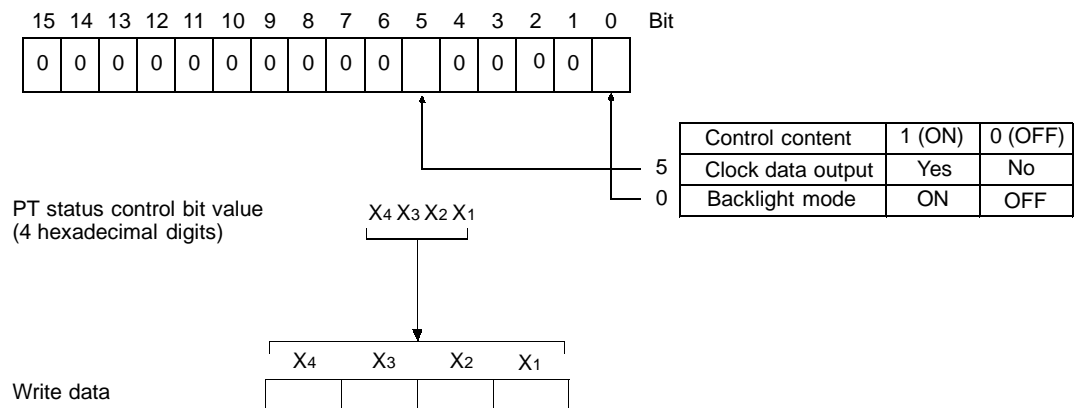 15 14 13 12 11 10 9 8 7 6 5 4 3 2 1 0 Bit
0 0 0 0 0 0 0 0 0 0 0 0 0 0
Control content 1 (ON) 0 (OFF)
5 Clock data output Yes No
0 Backlight mode ON OFF
PT status control bit value
(4 hexadecimal digits)
X4 X3 X2 X1
X4 X3 X2 X1
Write data